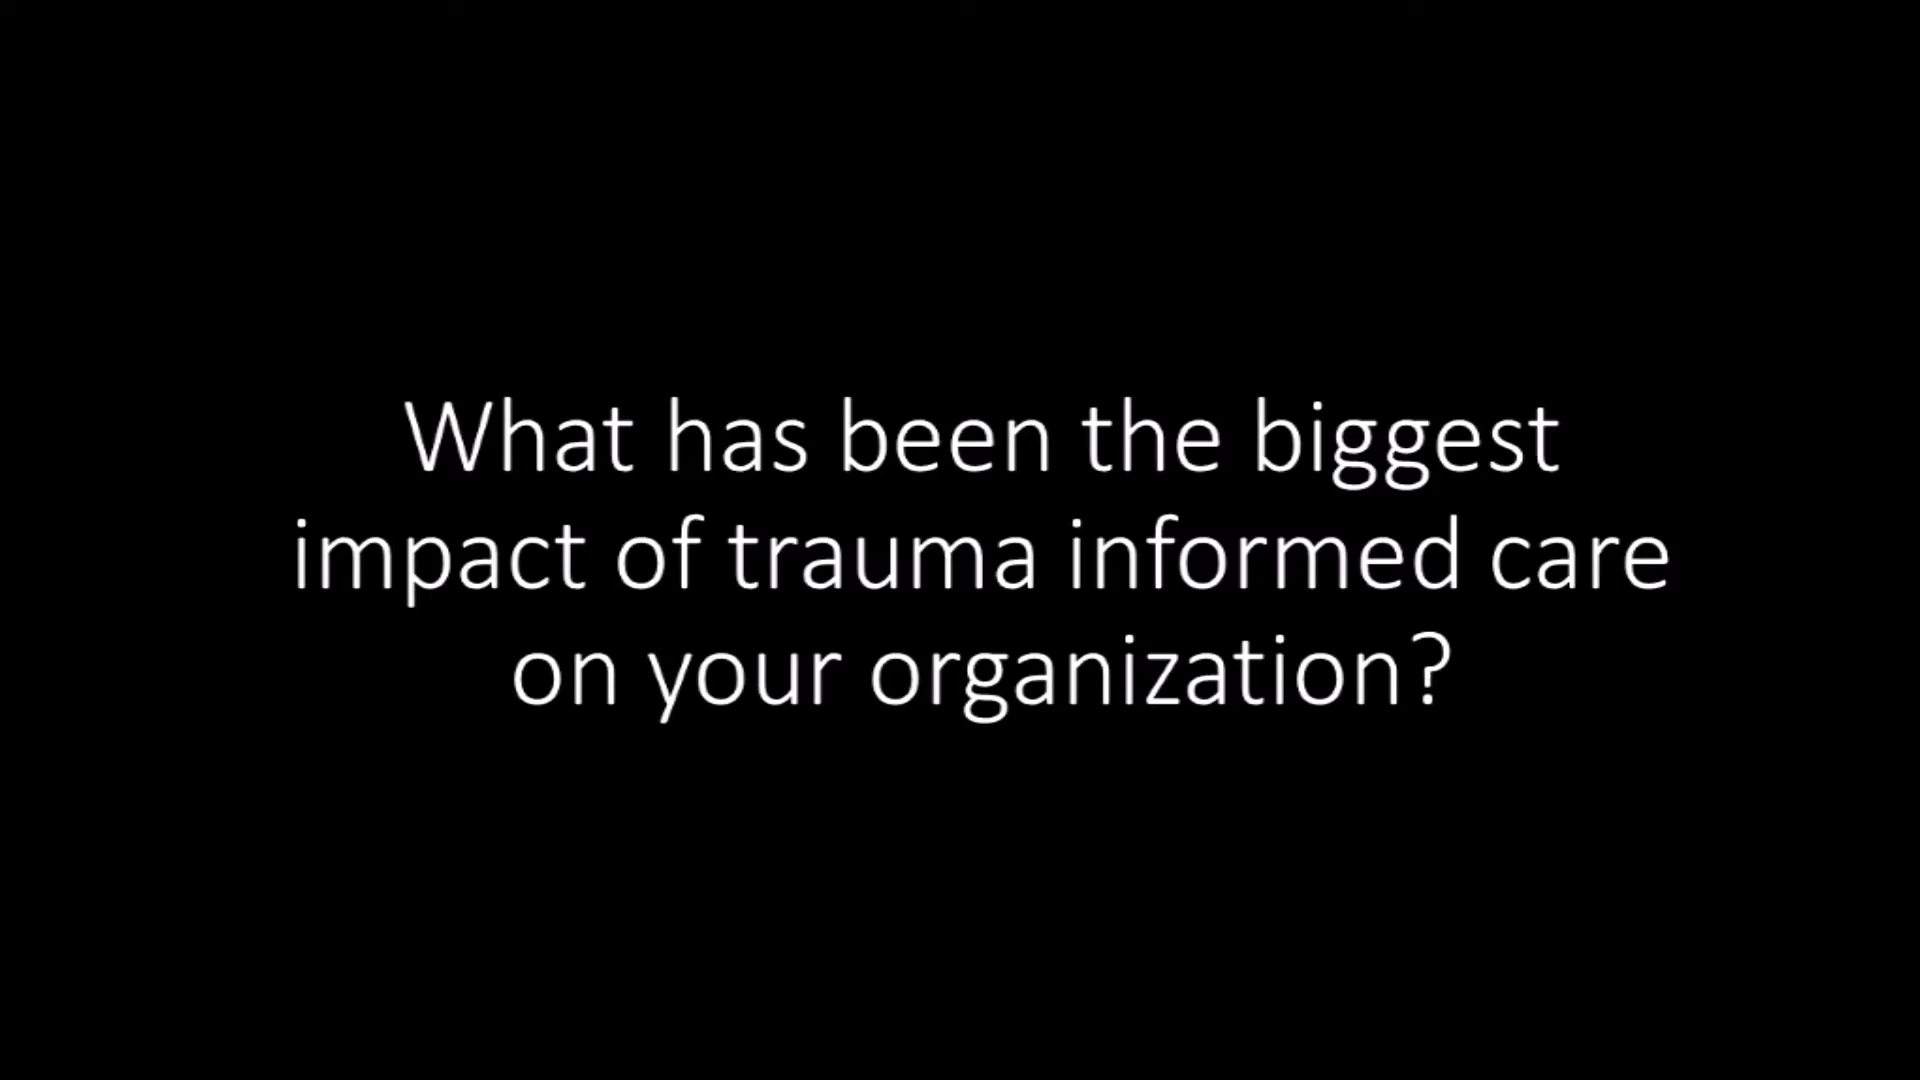 What has been the biggest
impact of trauma informed care
on your organization?